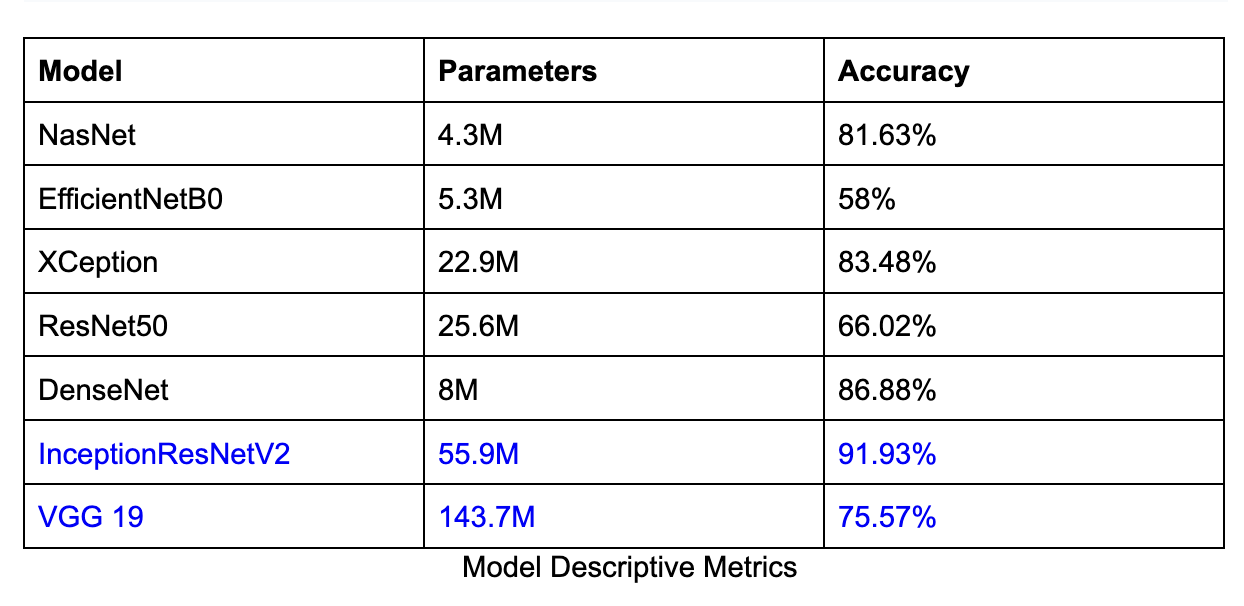 Model Parameters Accuracy
NasNet 4.3M 81.63%
EfficientNetB0 5.3M 58%
XCeption 22.9M 83.48%
ResNet50 25.6M 66.02%
DenseNet 8M 86.88%
InceptionResNetV2 55.9M 91.93%
VGG 19 143.7M 75.57%
Model Descriptive Metrics